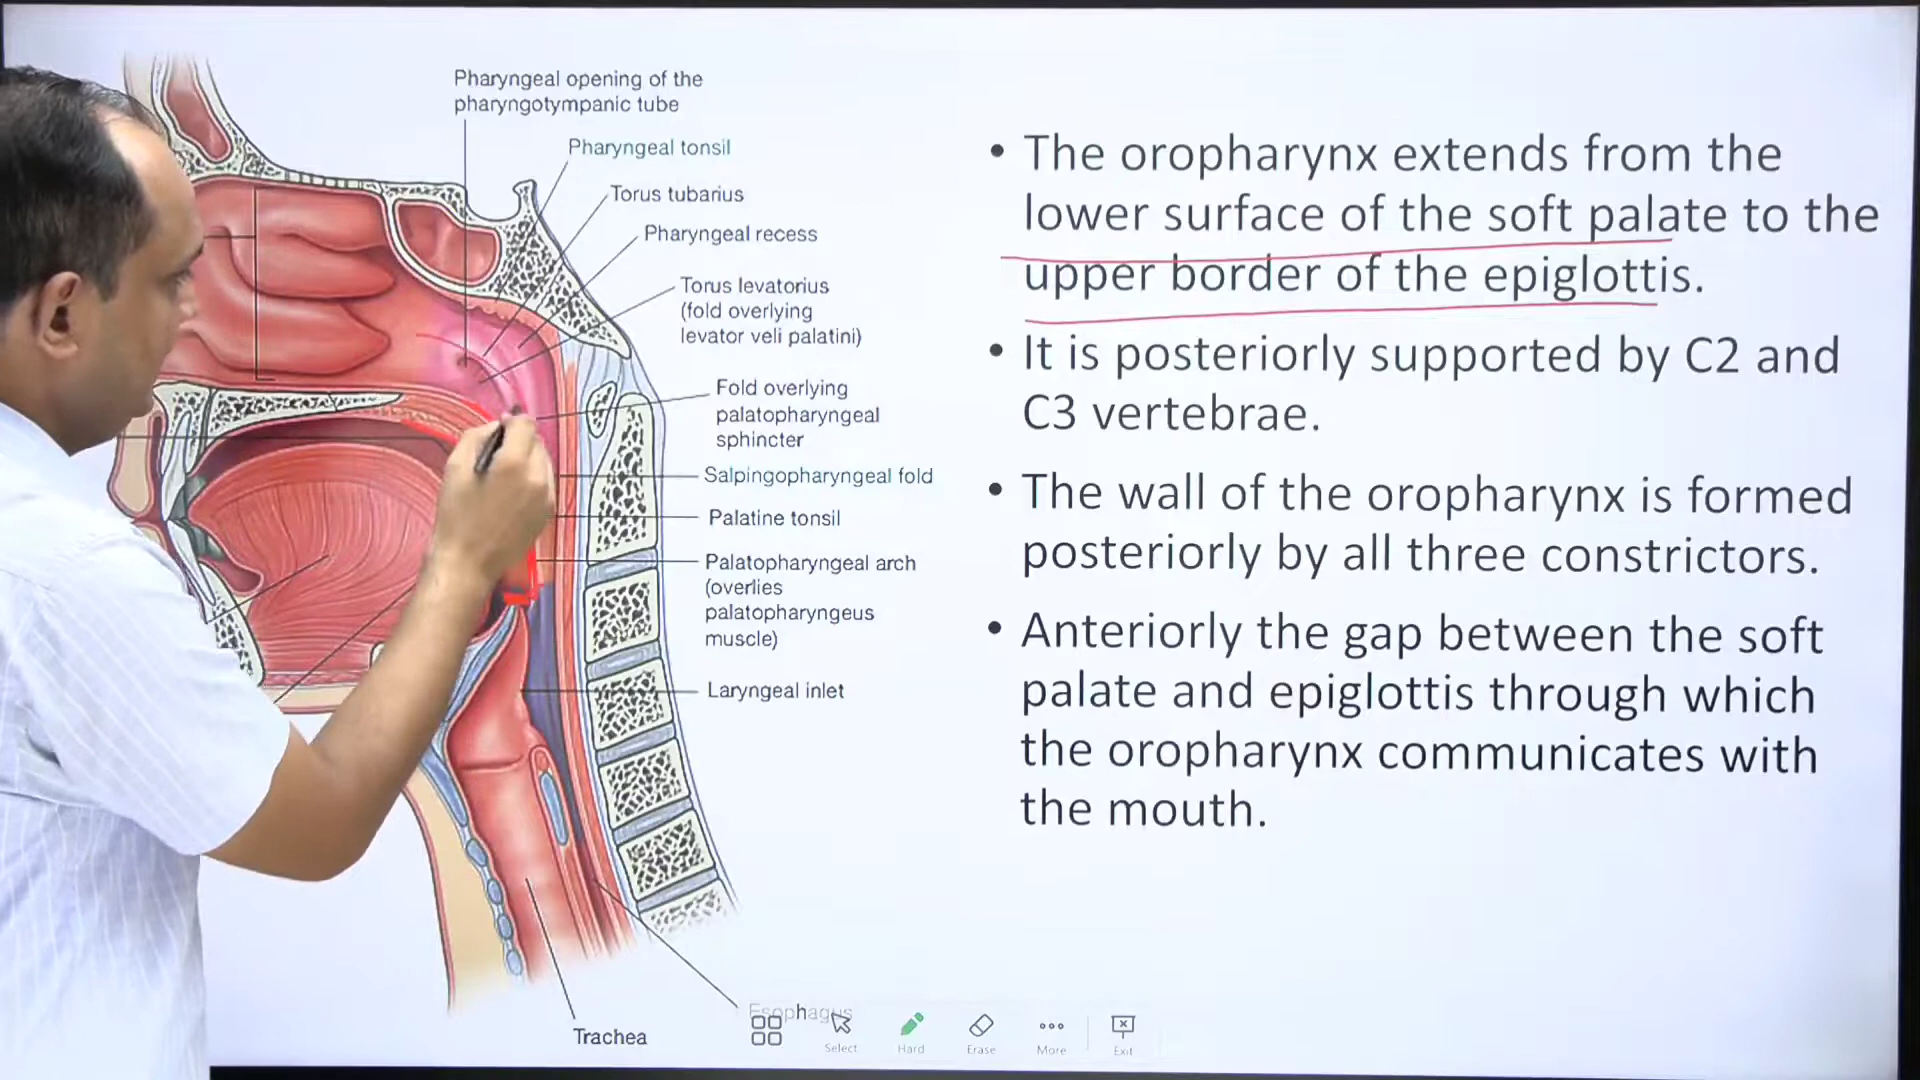 Pharyngeal opening of the
pharyngotympanic tube
Pharyngeal tonsil
Torus tubarius
Pharyngeal recess
Torus levatorius
(fold overlying
levator veli palatini)
Fold overlying
palatopharyngeal
sphincter
Salpingopharyngeal fold
Palatine tonsil
Palatopharyngeal arch
(overlies
palatopharyngeus
muscle)
Laryngeal inlet
Esophagus
Trachea
• The oropharynx extends from the
lower surface of the soft palate to the
upper border of the epiglottis.
• It is posteriorly supported by C2 and
C3 vertebrae.
• The wall of the oropharynx is formed
posteriorly by all three constrictors.
• Anteriorly the gap between the soft
palate and epiglottis through which
the oropharynx communicates with
the mouth.
Select
Hard
Erase
More
Exit